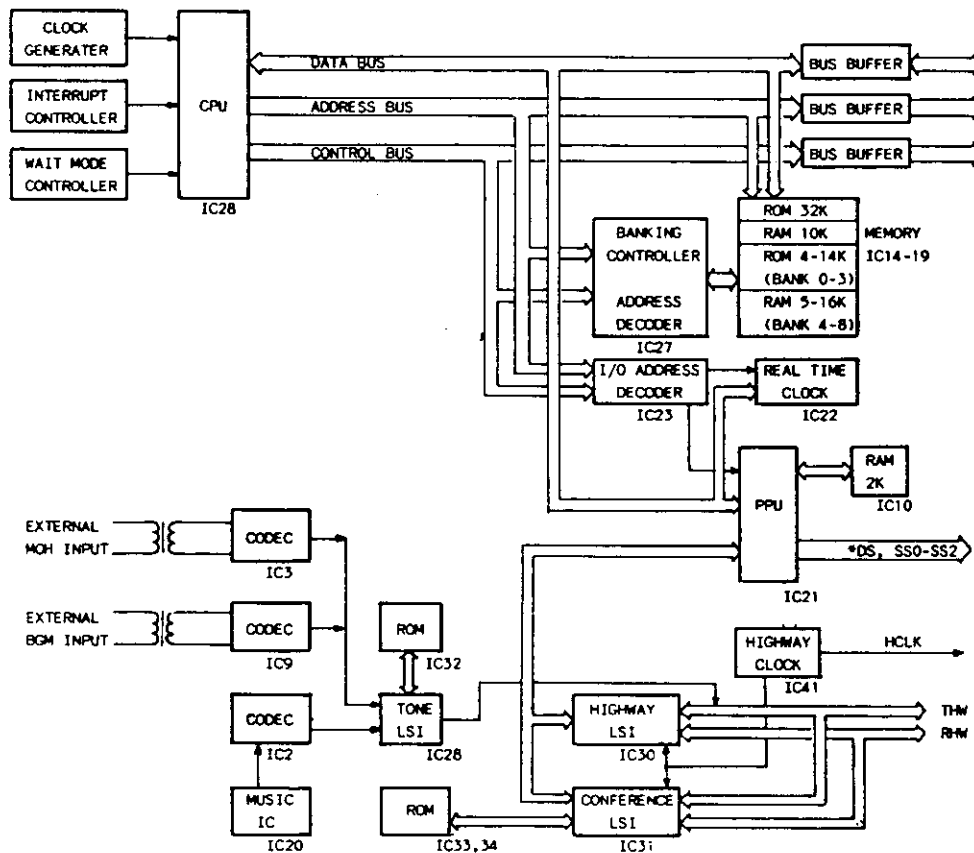 CLOCK
GENERATER
INTERRUPT
CONTROLLER
WAIT MODE
CONTROLLER
CPU
IC28
DATA BUS
ADDRESS BUS
CONTROL BUS
BUS BUFFER
BUS BUFFER
BUS BUFFER
BANKING
CONTROLLER
ADDRESS
DECODER
IC27
ROM 32K
RAM 10K
ROM 4-14K
(BANK 0-3)
RAM 5-16K
(BANK 4-8)
MEMORY
IC14-19
I/O ADDRESS
DECODER
IC23
REAL TIME
CLOCK
IC22
PPU
IC21
RAM
2K
IC10
*DS, SS0-SS2
EXTERNAL
MOH INPUT
CODEC
IC3
EXTERNAL
BGM INPUT
CODEC
IC9
ROM
IC32
CODEC
IC2
TONE
LSI
IC28
MUSIC
IC
IC20
ROM
IC33,34
HIGHWAY
CLOCK
IC41
HCLK
HIGHWAY
LSI
IC30
THW
RHW
CONFERENCE
LSI
IC31